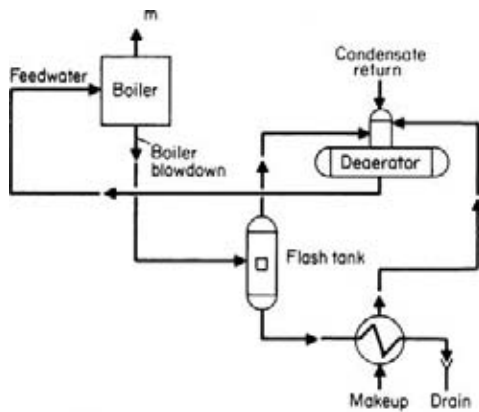 m
Feedwater
Boiler
Condensate
return
Boiler
blowdown
Deaerator
Flash tank
Makeup
Drain